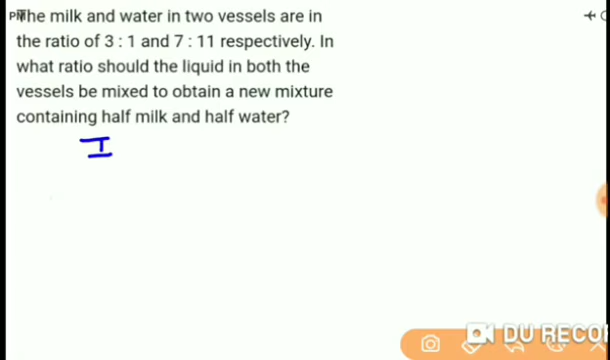 PM
The milk and water in two vessels are in
the ratio of 3 : 1 and 7 : 11 respectively. In
what ratio should the liquid in both the
vessels be mixed to obtain a new mixture
containing half milk and half water?
I
DU RECO